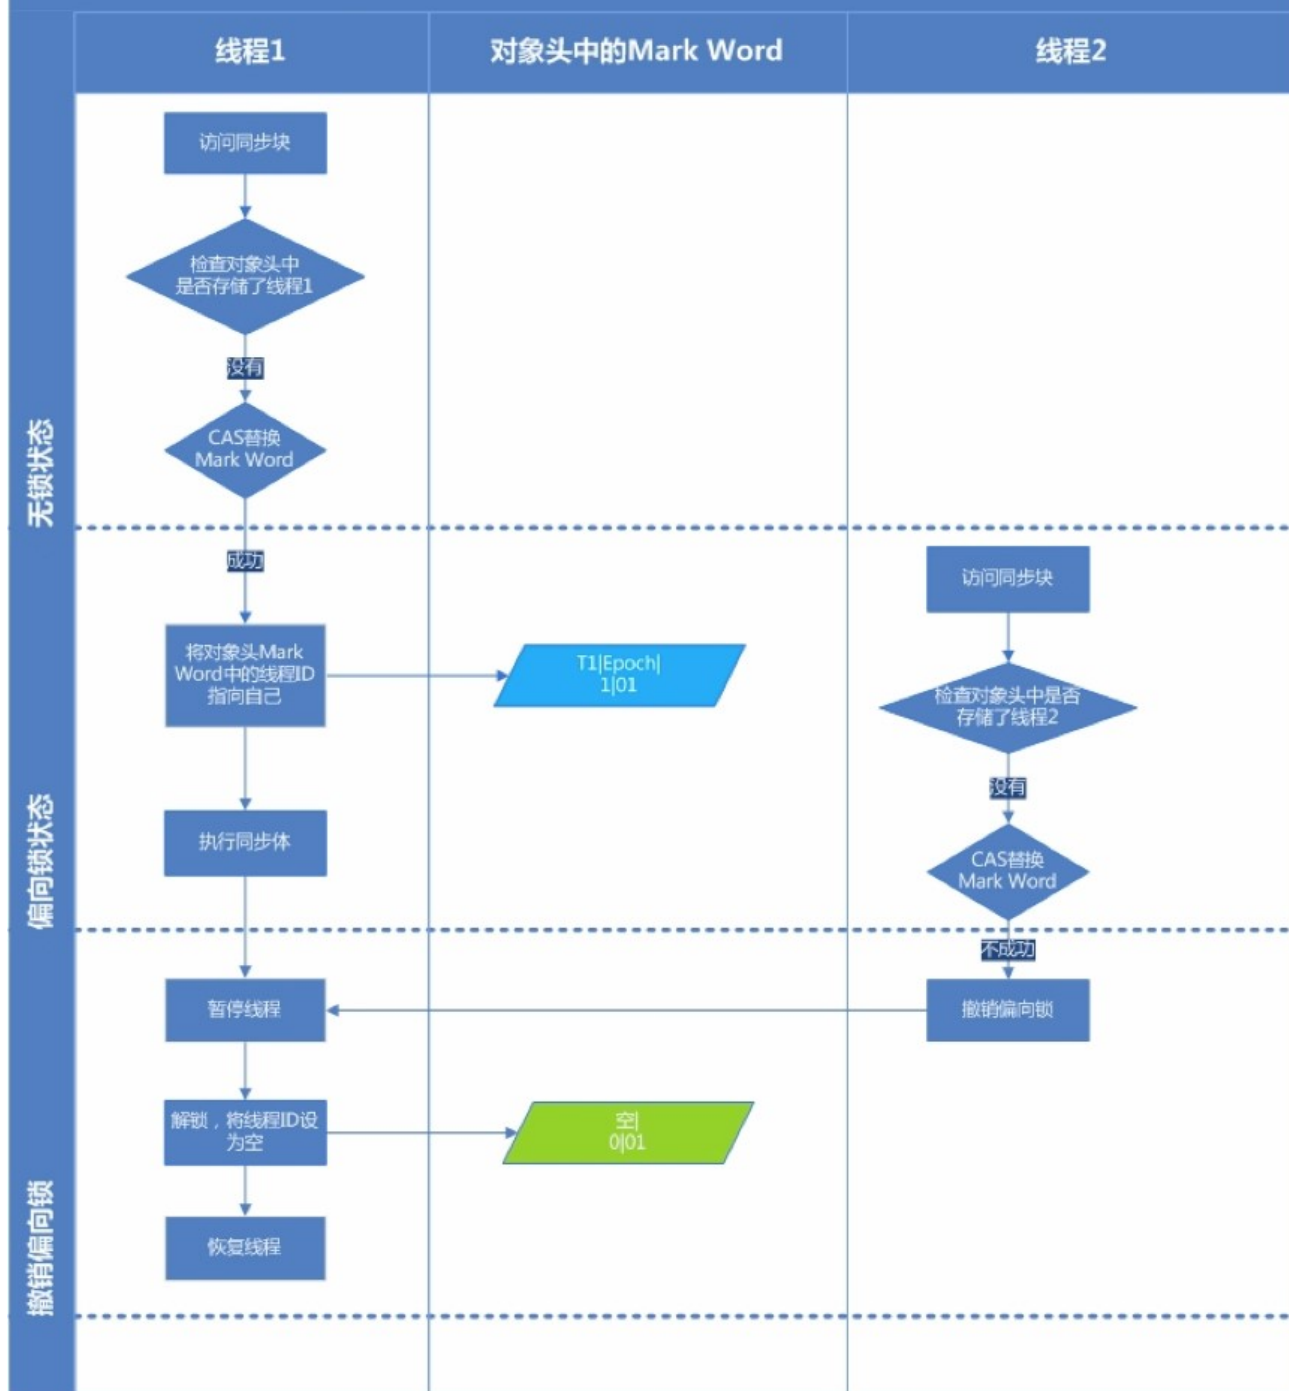 线程1
对象头中的Mark Word
线程2
无锁状态
访问同步块
检查对象头中
是否存储了线程1
没有
CAS替换
Mark Word
偏向锁状态
成功
将对象头Mark
Word中的线程ID
指向自己
T1|Epoch|
1|01
执行同步体
访问同步块
检查对象头中是否
存储了线程2
没有
CAS替换
Mark Word
撤销偏向锁
不成功
撤销偏向锁
暂停线程
解锁，将线程ID设
为空
空|
0|01
恢复线程